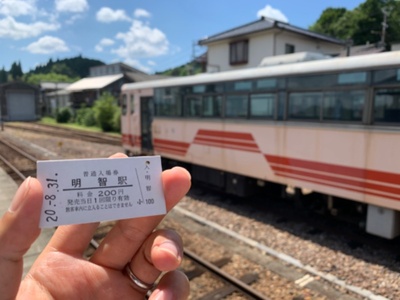 普通入場券
明智駅
料金200円
発売当日1回限り有効
旅客車内に立入ることはできません
20.-8.31.
明智